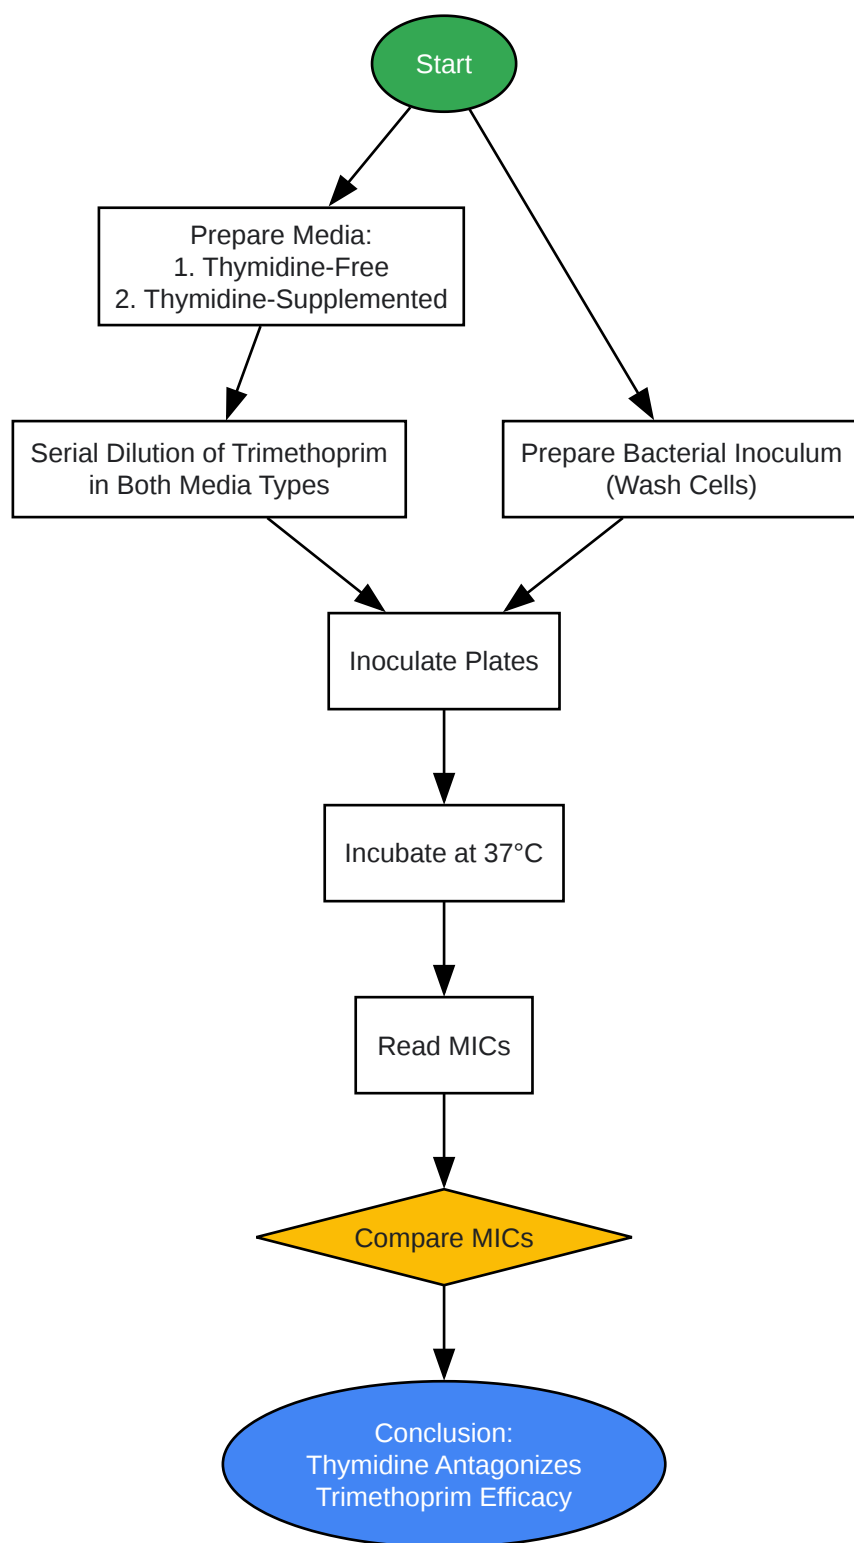 Start
Prepare Media:
1. Thymidine-Free
2. Thymidine-Supplemented
Serial Dilution of Trimethoprim
in Both Media Types
Prepare Bacterial Inoculum
(Wash Cells)
Inoculate Plates
Incubate at 37°C
Read MICs
Compare MICs
Conclusion:
Thymidine Antagonizes
Trimethoprim Efficacy